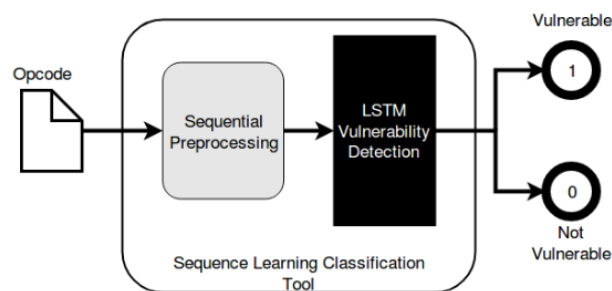 Opcode
Sequential
Preprocessing
LSTM
Vulnerability
Detection
Vulnerable
1
0
Not
Vulnerable
Sequence Learning Classification
Tool